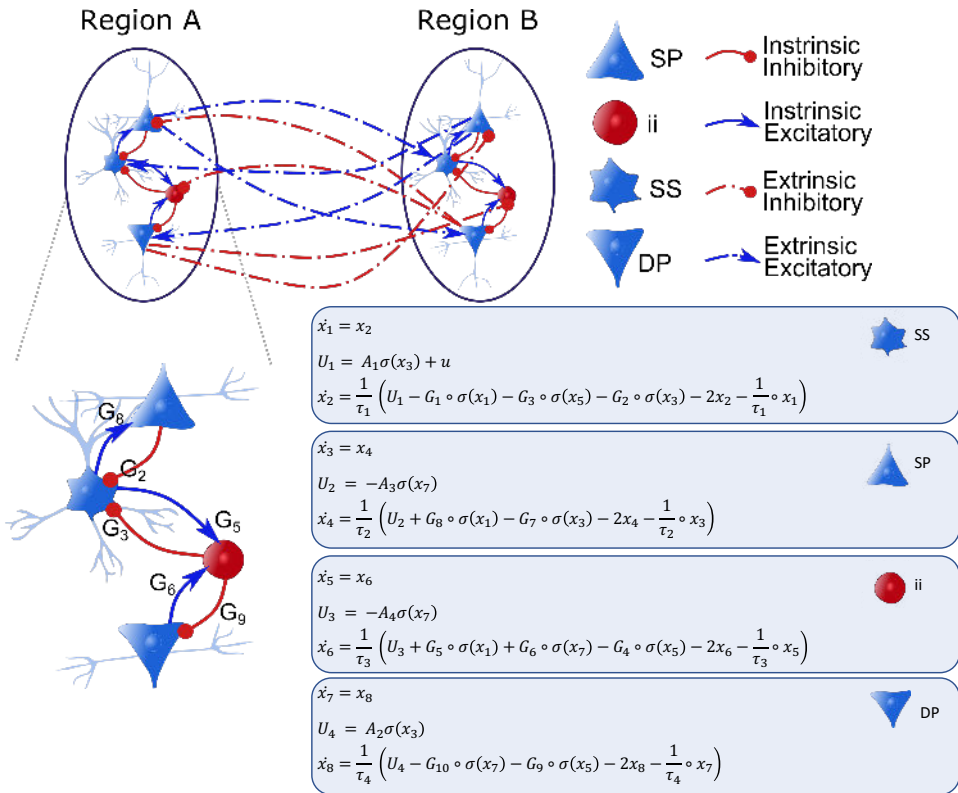 Region A
Region B
SP
Instrinsic
Inhibitory
ii
Instrinsic
Excitatory
SS
Extrinsic
Inhibitory
DP
Extrinsic
Excitatory
G₈
G₂
G₃
G₅
G₆
G₉
ẋ₁ = x₂
SS
U₁ = A₁σ(x₃) + u
ẋ₂ = 1/τ₁ (U₁ − G₁ ∘ σ(x₁) − G₃ ∘ σ(x₅) − G₂ ∘ σ(x₃) − 2x₂ − 1/τ₁ ∘ x₁)
ẋ₃ = x₄
SP
U₂ = −A₃σ(x₇)
ẋ₄ = 1/τ₂ (U₂ + G₈ ∘ σ(x₁) − G₇ ∘ σ(x₃) − 2x₄ − 1/τ₂ ∘ x₃)
ẋ₅ = x₆
ii
U₃ = −A₄σ(x₇)
ẋ₆ = 1/τ₃ (U₃ + G₅ ∘ σ(x₁) + G₆ ∘ σ(x₇) − G₄ ∘ σ(x₅) − 2x₆ − 1/τ₃ ∘ x₅)
ẋ₇ = x₈
DP
U₄ = A₂σ(x₃)
ẋ₈ = 1/τ₄ (U₄ − G₁₀ ∘ σ(x₇) − G₉ ∘ σ(x₅) − 2x₈ − 1/τ₄ ∘ x₇)